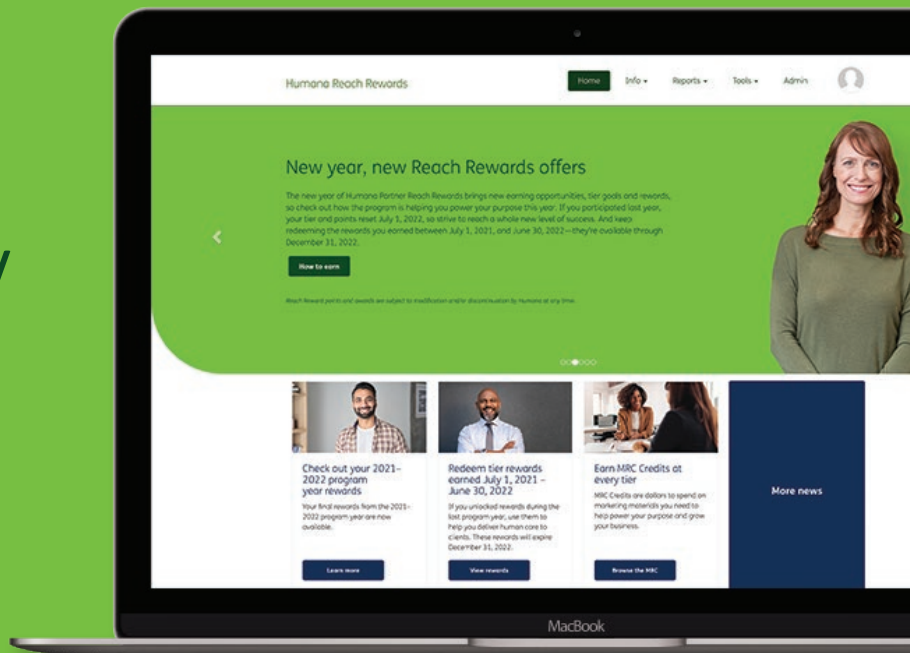 Humana Reach Rewards
Home
Info
Reports
Tools
Admin
New year, new Reach Rewards offers
The new year of Humana Partner Reach Rewards brings new earning opportunities, tier goals and rewards,
so check out how the program is helping you power your purpose this year. If you participated last year,
your tier and points reset July 1, 2022, so strive to reach a whole new level of success. And keep
redeeming the rewards you earned between July 1, 2021, and June 30, 2022—they're available through
December 31, 2022.
How to earn
Reach Reward points and awards are subject to modification and/or discontinuation by Humana at any time.
Check out your 2021–
2022 program
year rewards
Your final rewards from the 2021–
2022 program year are now
available.
Learn more
Redeem tier rewards
earned July 1, 2021 –
June 30, 2022
If you unlocked rewards during the
last program year, use them to
help you deliver human care to
clients. These rewards will expire
December 31, 2022.
View rewards
Earn MRC Credits at
every tier
MRC Credits are dollars to spend on
marketing materials you need to
help power your purpose and grow
your business.
Browse the MRC
More news
MacBook